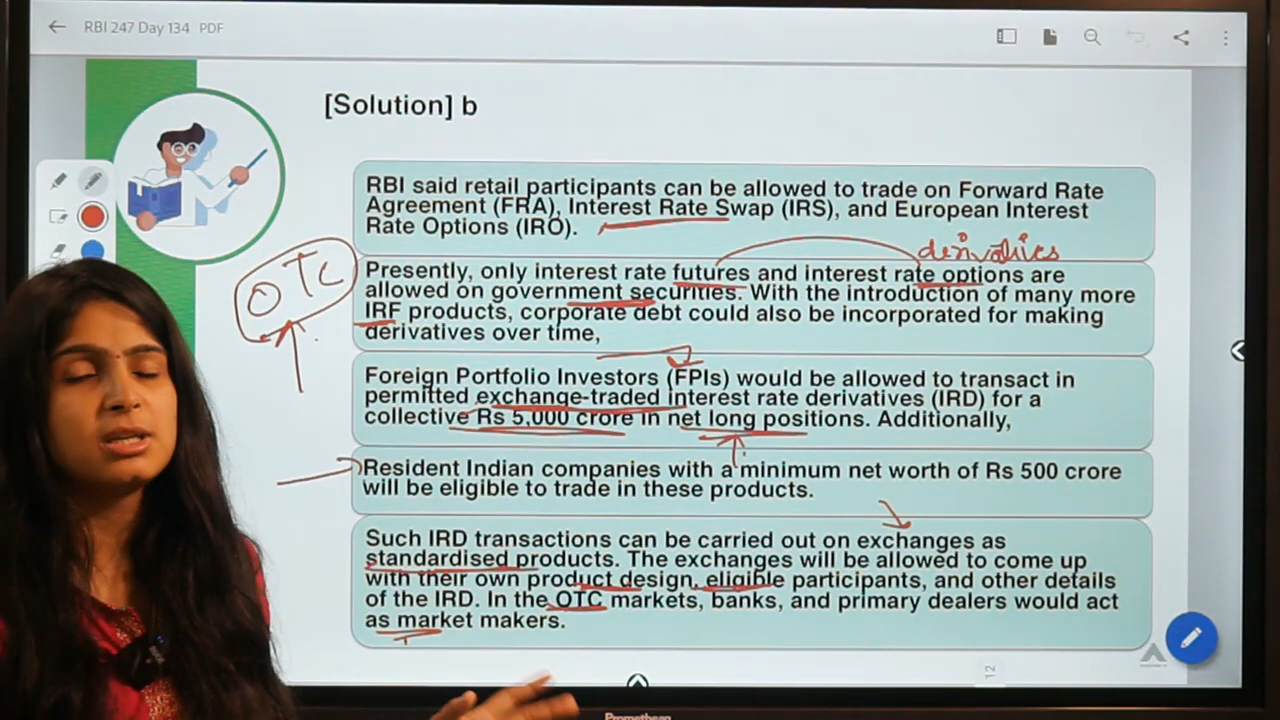 RBI 247 Day 134 PDF
[Solution] b
RBI said retail participants can be allowed to trade on Forward Rate
Agreement (FRA), Interest Rate Swap (IRS), and European Interest
Rate Options (IRO).
derivatives
OTC
Presently, only interest rate futures and interest rate options are
allowed on government securities. With the introduction of many more
IRF products, corporate debt could also be incorporated for making
derivatives over time,
Foreign Portfolio Investors (FPIs) would be allowed to transact in
permitted exchange-traded interest rate derivatives (IRD) for a
collective Rs 5,000 crore in net long positions. Additionally,
Resident Indian companies with a minimum net worth of Rs 500 crore
will be eligible to trade in these products.
Such IRD transactions can be carried out on exchanges as
standardised products. The exchanges will be allowed to come up
with their own product design, eligible participants, and other details
of the IRD. In the OTC markets, banks, and primary dealers would act
as market makers.
12
Promethean